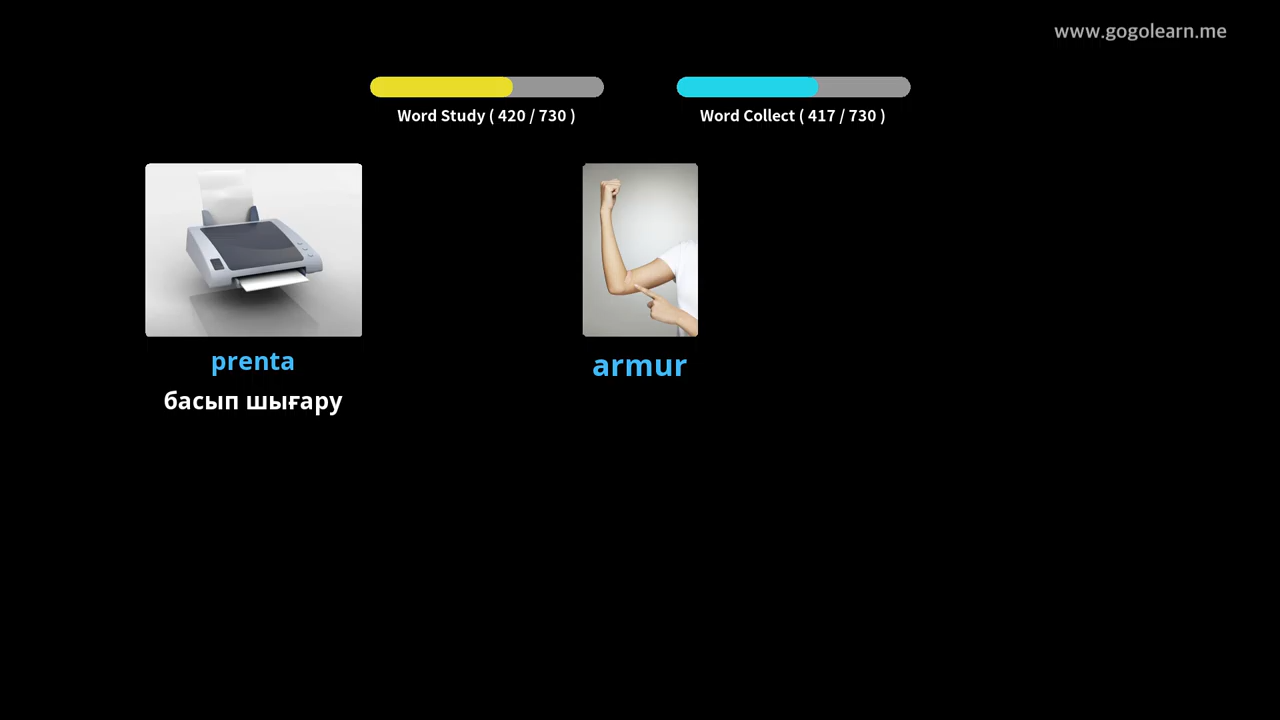 www.gogolearn.me
Word Study ( 420 / 730 )
Word Collect ( 417 / 730 )
prenta
басып шығару
armur